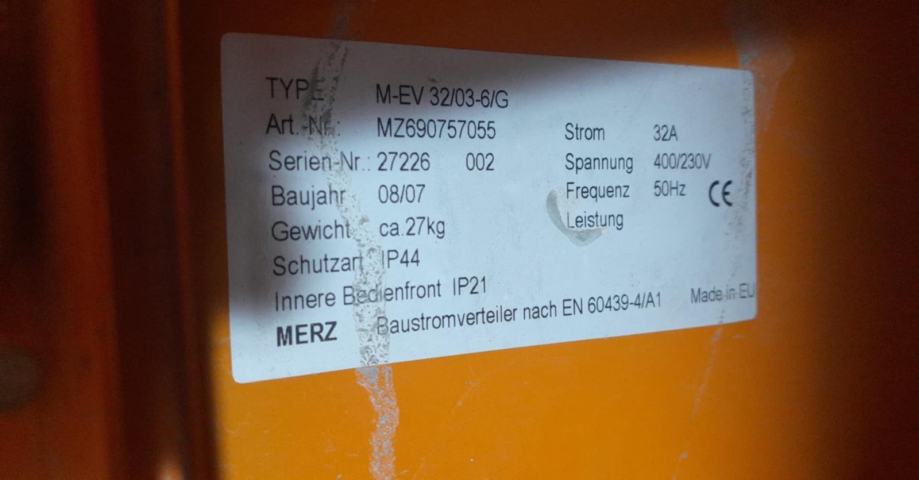 TYPE M-EV 32/03-6/G
Art.-Nr.: MZ690757055 Strom 32A
Serien-Nr.: 27226 002 Spannung 400/230V
Baujahr 08/07 Frequenz 50Hz CE
Gewicht ca.27kg Leistung
Schutzart IP44
Innere Bedienfront IP21
MERZ Baustromverteiler nach EN 60439-4/A1 Made in EU